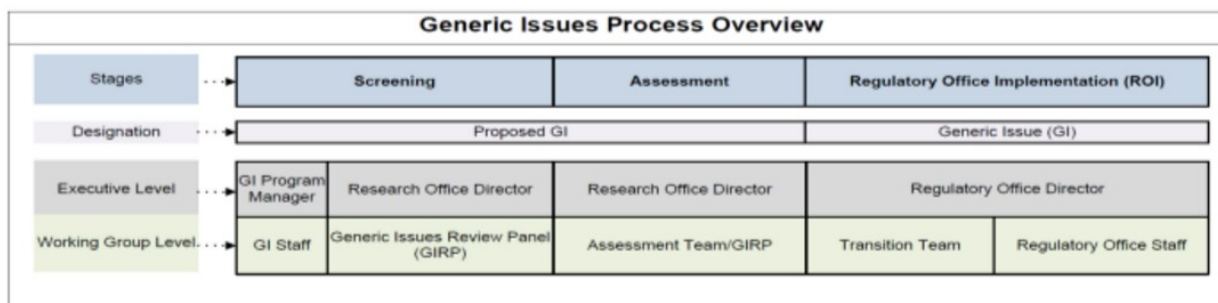 Generic Issues Process Overview
Stages
Screening
Assessment
Regulatory Office Implementation (ROI)
Designation
Proposed GI
Generic Issue (GI)
Executive Level
GI Program
Manager
Research Office Director
Research Office Director
Regulatory Office Director
Working Group Level
GI Staff
Generic Issues Review Panel
(GIRP)
Assessment Team/GIRP
Transition Team
Regulatory Office Staff